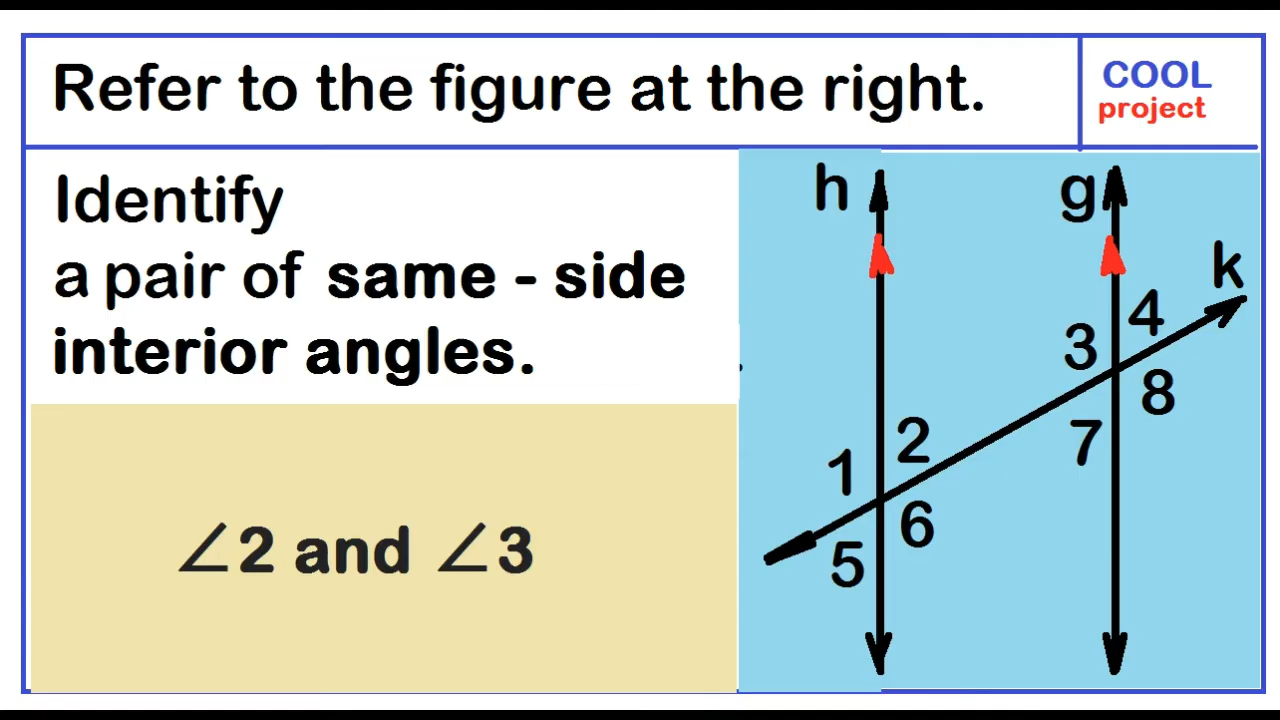 Refer to the figure at the right.
COOL
project
Identify
a pair of same - side
interior angles.
∠2 and ∠3
h
g
k
4
3
8
7
2
1
6
5